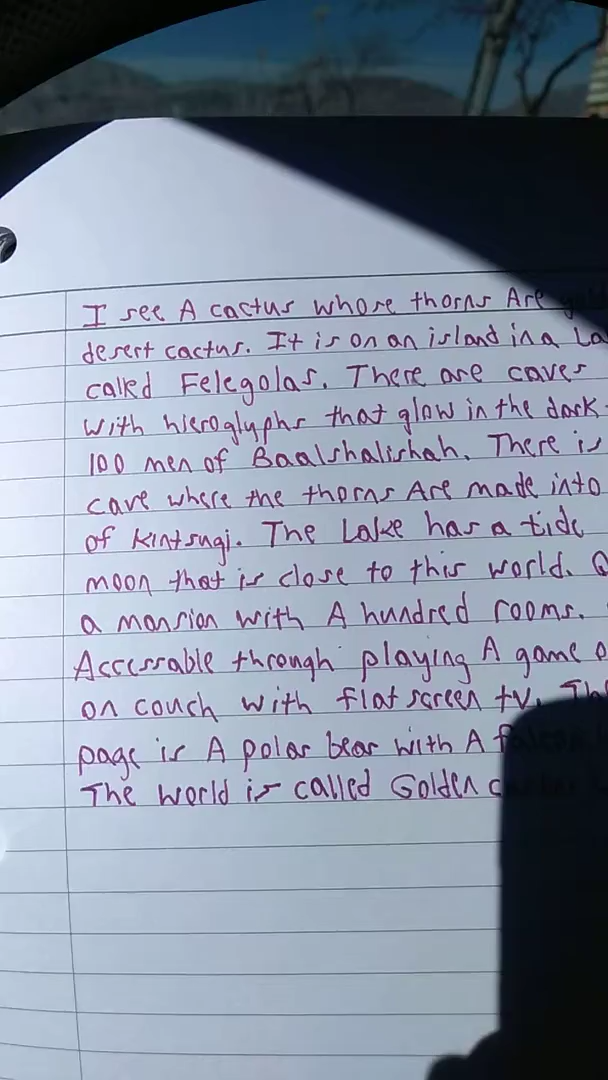 I see A cactus whose thorns Are
desert cactus. It is on an island in a
called Felegolas. There are caves
with hieroglyphs that glow in the dark.
100 men of Baalshalishah. There is
cave where the thorns Are made into
of Kintsugi. The Lake has a tide
moon that is close to this world.
a mansion with A hundred rooms.
Accessable through playing A game
on couch with flat screen tv.
page is A polar bear with A
The world is called Golden